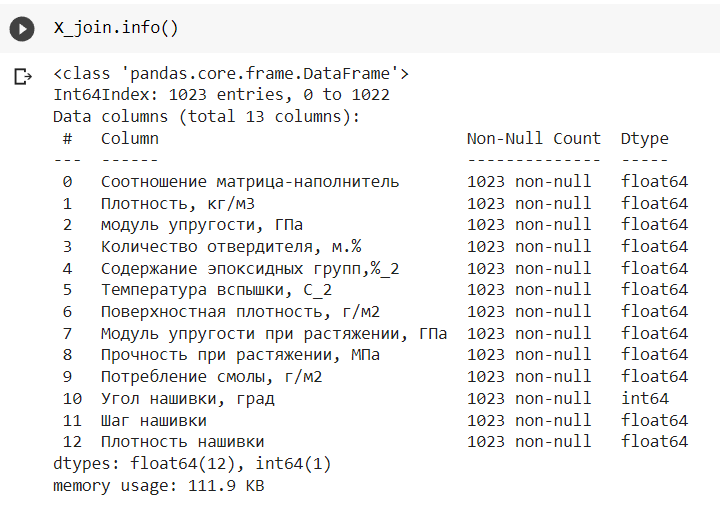 X_join.info()
<class 'pandas.core.frame.DataFrame'>
Int64Index: 1023 entries, 0 to 1022
Data columns (total 13 columns):
 #   Column                                Non-Null Count  Dtype
---  ------                                --------------  -----
 0   Соотношение матрица-наполнитель       1023 non-null   float64
 1   Плотность, кг/м3                      1023 non-null   float64
 2   модуль упругости, ГПа                 1023 non-null   float64
 3   Количество отвердителя, м.%           1023 non-null   float64
 4   Содержание эпоксидных групп,%_2       1023 non-null   float64
 5   Температура вспышки, С_2              1023 non-null   float64
 6   Поверхностная плотность, г/м2         1023 non-null   float64
 7   Модуль упругости при растяжении, ГПа  1023 non-null   float64
 8   Прочность при растяжении, МПа         1023 non-null   float64
 9   Потребление смолы, г/м2               1023 non-null   float64
 10  Угол нашивки, град                    1023 non-null   int64
 11  Шаг нашивки                           1023 non-null   float64
 12  Плотность нашивки                     1023 non-null   float64
dtypes: float64(12), int64(1)
memory usage: 111.9 KB